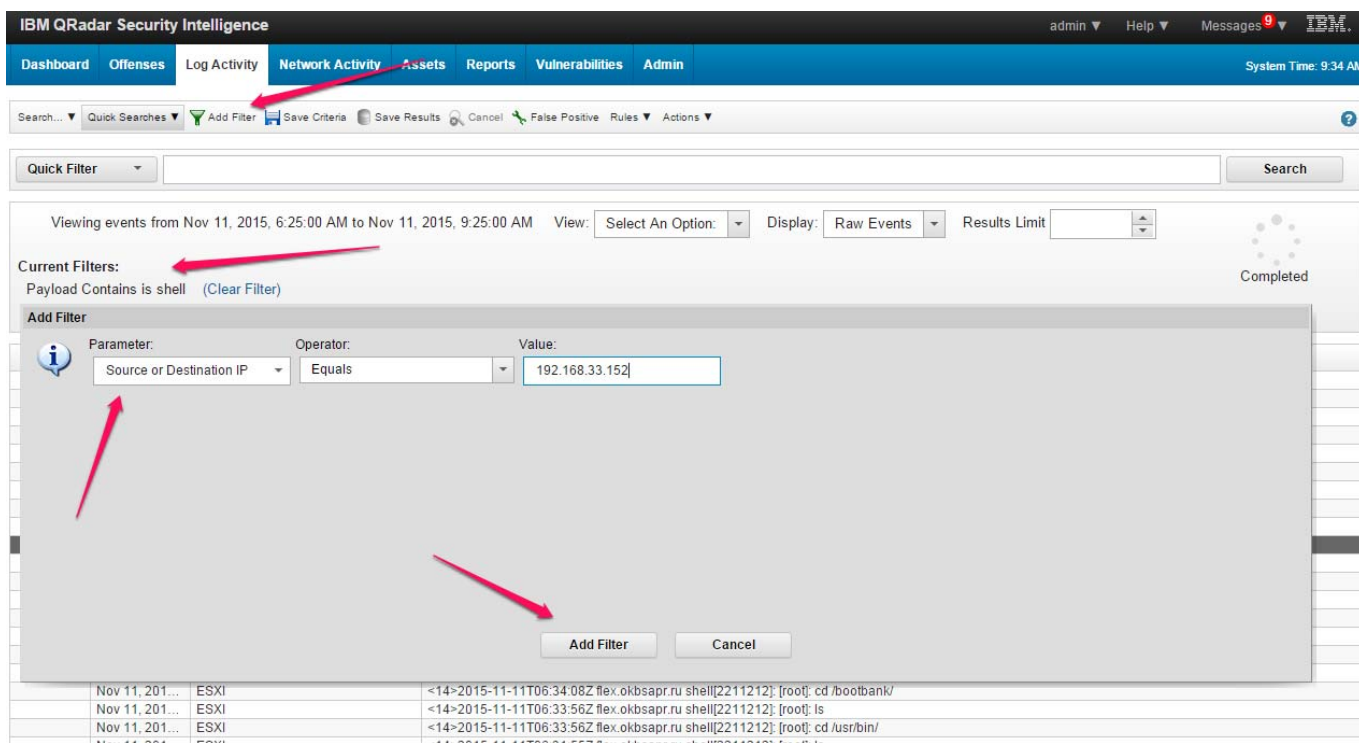 IBM QRadar Security Intelligence
admin ▼ Help ▼ Messages 9 ▼ IBM.
Dashboard Offenses Log Activity Network Activity Assets Reports Vulnerabilities Admin System Time: 9:34 AM
Search... ▼ Quick Searches ▼ Add Filter Save Criteria Save Results Cancel False Positive Rules ▼ Actions ▼
Quick Filter Search
Viewing events from Nov 11, 2015, 6:25:00 AM to Nov 11, 2015, 9:25:00 AM View: Select An Option: Display: Raw Events Results Limit
Completed
Current Filters:
Payload Contains is shell (Clear Filter)
Add Filter
Parameter: Operator: Value:
Source or Destination IP Equals 192.168.33.152
Add Filter Cancel
Nov 11, 201... ESXI <14>2015-11-11T06:34:08Z flex.okbsapr.ru shell[2211212]: [root]: cd /bootbank/
Nov 11, 201... ESXI <14>2015-11-11T06:33:56Z flex.okbsapr.ru shell[2211212]: [root]: ls
Nov 11, 201... ESXI <14>2015-11-11T06:33:56Z flex.okbsapr.ru shell[2211212]: [root]: cd /usr/bin/